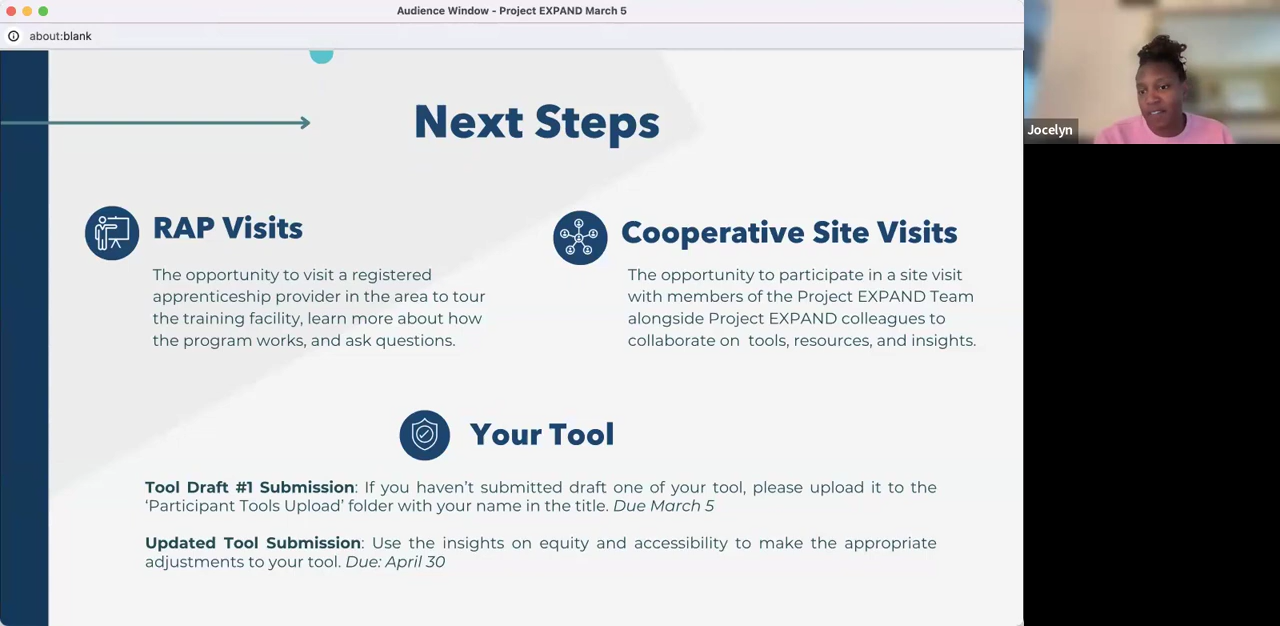 Audience Window - Project EXPAND March 5
about:blank
Next Steps
RAP Visits
The opportunity to visit a registered
apprenticeship provider in the area to tour
the training facility, learn more about how
the program works, and ask questions.
Cooperative Site Visits
The opportunity to participate in a site visit
with members of the Project EXPAND Team
alongside Project EXPAND colleagues to
collaborate on  tools, resources, and insights.
Your Tool
Tool Draft #1 Submission: If you haven’t submitted draft one of your tool, please upload it to the
‘Participant Tools Upload’ folder with your name in the title. Due March 5
Updated Tool Submission: Use the insights on equity and accessibility to make the appropriate
adjustments to your tool. Due: April 30
Jocelyn